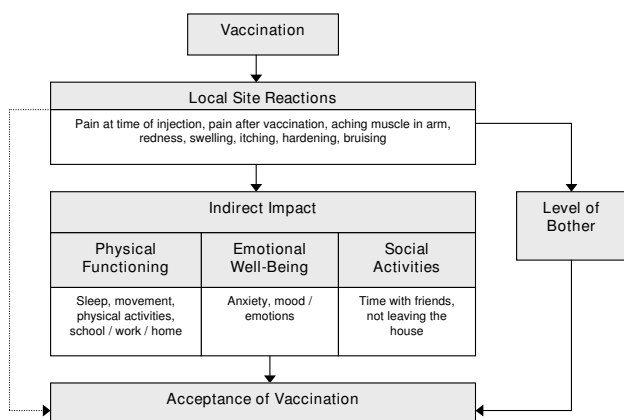 Vaccination
Local Site Reactions
Pain at time of injection, pain after vaccination, aching muscle in arm,
redness, swelling, itching, hardening, bruising
Indirect Impact
Level of
Bother
Physical
Functioning
Emotional
Well-Being
Social
Activities
Sleep, movement,
physical activities,
school / work / home
Anxiety, mood /
emotions
Time with friends,
not leaving the
house
Acceptance of Vaccination